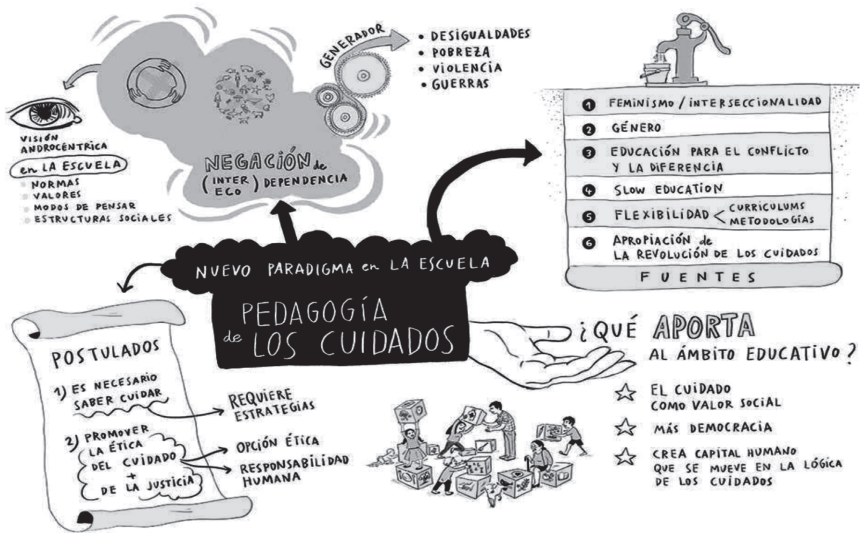 GENERADOR
• DESIGUALDADES
• POBREZA
• VIOLENCIA
• GUERRAS
VISIÓN
ANDROCÉNTRICA
en LA ESCUELA
• NORMAS
• VALORES
• MODOS DE PENSAR
• ESTRUCTURAS SOCIALES
NEGACIÓN de
(INTER ECO) DEPENDENCIA
1 FEMINISMO / INTERSECCIONALIDAD
2 GÉNERO
3 EDUCACIÓN PARA EL CONFLICTO
Y LA DIFERENCIA
4 SLOW EDUCATION
5 FLEXIBILIDAD < CURRÍCULUMS
METODOLOGÍAS
6 APROPIACIÓN de
LA REVOLUCIÓN DE LOS CUIDADOS
FUENTES
NUEVO PARADIGMA en LA ESCUELA
PEDAGOGÍA
de LOS CUIDADOS
POSTULADOS
1) ES NECESARIO
SABER CUIDAR
REQUIERE
ESTRATEGIAS
2) PROMOVER
LA ÉTICA
DEL CUIDADO
+
DE LA JUSTICIA
OPCIÓN ÉTICA
RESPONSABILIDAD
HUMANA
¿QUÉ APORTA
AL ÁMBITO EDUCATIVO?
☆ EL CUIDADO
COMO VALOR SOCIAL
☆ MÁS DEMOCRACIA
☆ CREA CAPITAL HUMANO
QUE SE MUEVE EN LA LÓGICA
DE LOS CUIDADOS